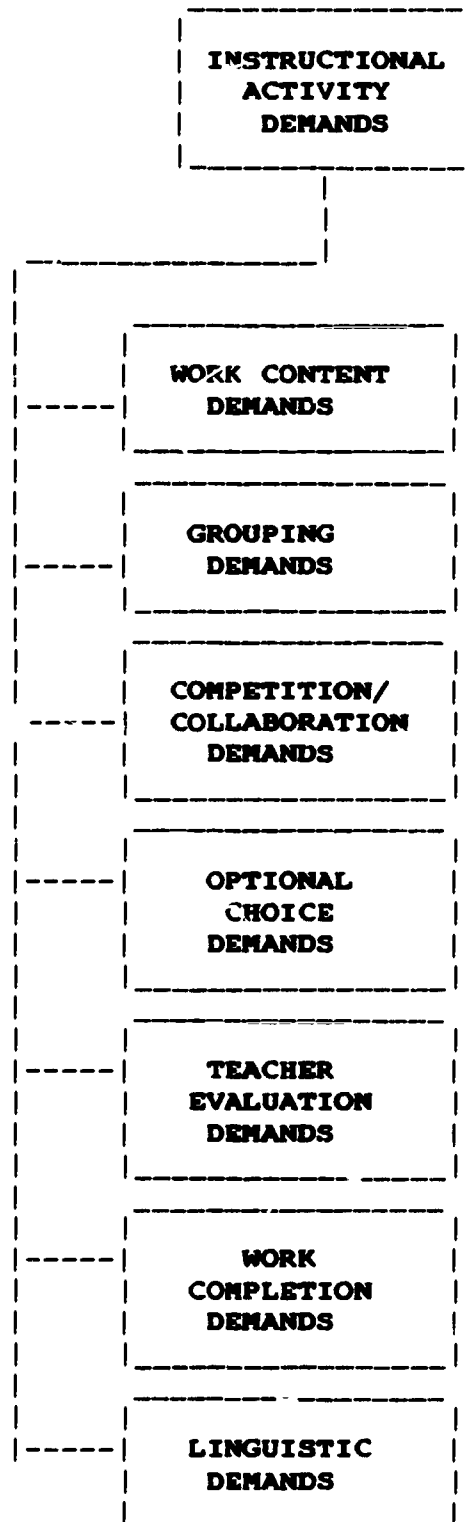 INSTRUCTIONAL
ACTIVITY
DEMANDS
WORK CONTENT
DEMANDS
GROUPING
DEMANDS
COMPETITION/
COLLABORATION
DEMANDS
OPTIONAL
CHOICE
DEMANDS
TEACHER
EVALUATION
DEMANDS
WORK
COMPLETION
DEMANDS
LINGUISTIC
DEMANDS